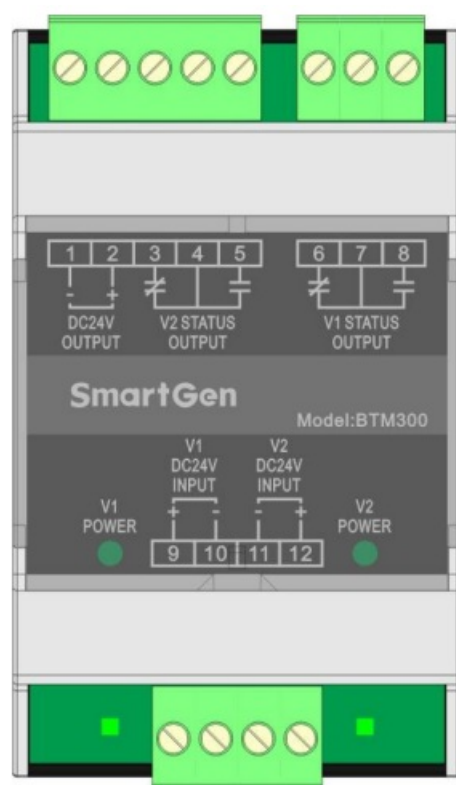 1 2 3 4 5 6 7 8
- +
DC24V V2 STATUS V1 STATUS
OUTPUT OUTPUT OUTPUT
SmartGen
Model:BTM300
V1 V2
DC24V DC24V
INPUT INPUT
V1 + - - + V2
POWER POWER
9 10 11 12